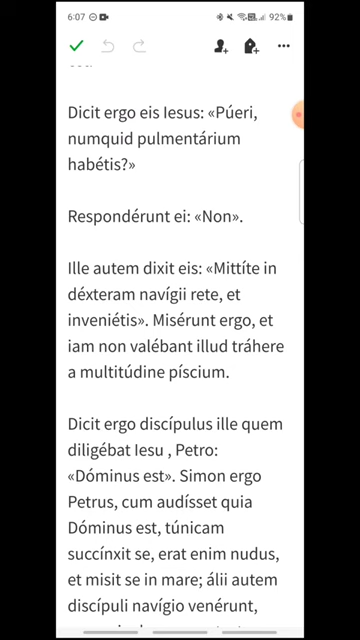 6:07
92%
Dicit ergo eis Iesus: «Púeri,
numquid pulmentárium
habétis?»
Respondérunt ei: «Non».
Ille autem dixit eis: «Mittíte in
déxteram navígii rete, et
inveniétis». Misérunt ergo, et
iam non valébant illud tráhere
a multitúdine píscium.
Dicit ergo discípulus ille quem
diligébat Iesu , Petro:
«Dóminus est». Simon ergo
Petrus, cum audísset quia
Dóminus est, túnicam
succínxit se, erat enim nudus,
et misit se in mare; álii autem
discípuli navígio venérunt,